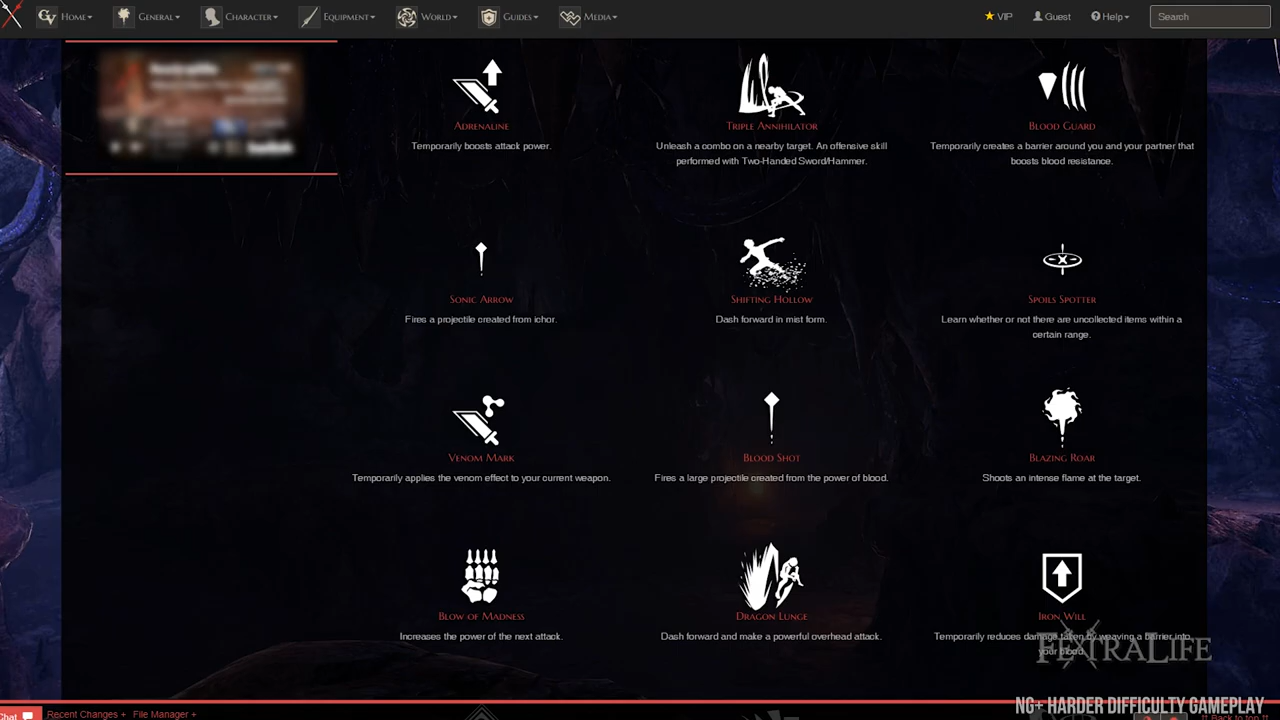 HOME
GENERAL
CHARACTER
EQUIPMENT
WORLD
GUIDES
MEDIA
VIP
Guest
Help
Search
ADRENALINE
Temporarily boosts attack power.
TRIPLE ANNIHILATOR
Unleash a combo on a nearby target. An offensive skill
performed with Two-Handed Sword/Hammer.
BLOOD GUARD
Temporarily creates a barrier around you and your partner that
boosts blood resistance.
SONIC ARROW
Fires a projectile created from ichor.
SHIFTING HOLLOW
Dash forward in mist form.
SPOILS SPOTTER
Learn whether or not there are uncollected items within a
certain range.
VENOM MARK
Temporarily applies the venom effect to your current weapon.
BLOOD SHOT
Fires a large projectile created from the power of blood.
BLAZING ROAR
Shoots an intense flame at the target.
BLOW OF MADNESS
Increases the power of the next attack.
DRAGON LUNGE
Dash forward and make a powerful overhead attack.
IRON WILL
Temporarily reduces damage taken by weaving a barrier into
your blood.
FEXTRALIFE
NG+ HARDER DIFFICULTY GAMEPLAY
Chat
Recent Changes +
File Manager +
Back to top